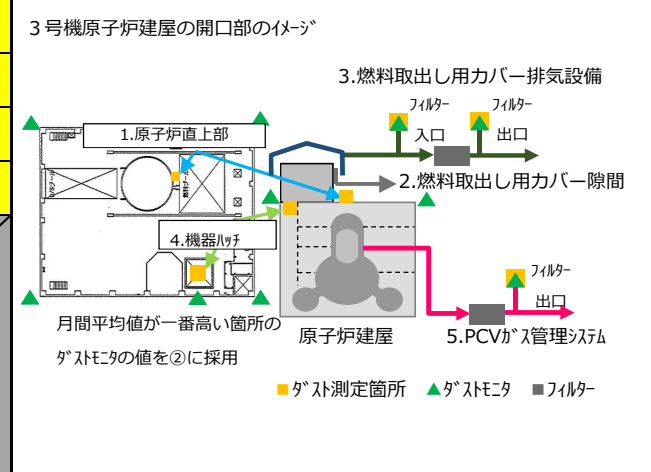 ３号機原子炉建屋の開口部のｲﾒｰｼﾞ
3.燃料取出し用カバー排気設備
ﾌｨﾙﾀｰ
入口
ﾌｨﾙﾀｰ
出口
1.原子炉直上部
2.燃料取出し用カバー隙間
4.機器ﾊｯﾁ
ﾌｨﾙﾀｰ
出口
月間平均値が一番高い箇所の
ﾀﾞｽﾄﾓﾆﾀの値を②に採用
原子炉建屋
5.PCVｶﾞｽ管理ｼｽﾃﾑ
■ﾀﾞｽﾄ測定箇所 ▲ﾀﾞｽﾄﾓﾆﾀ ■ﾌｨﾙﾀｰ